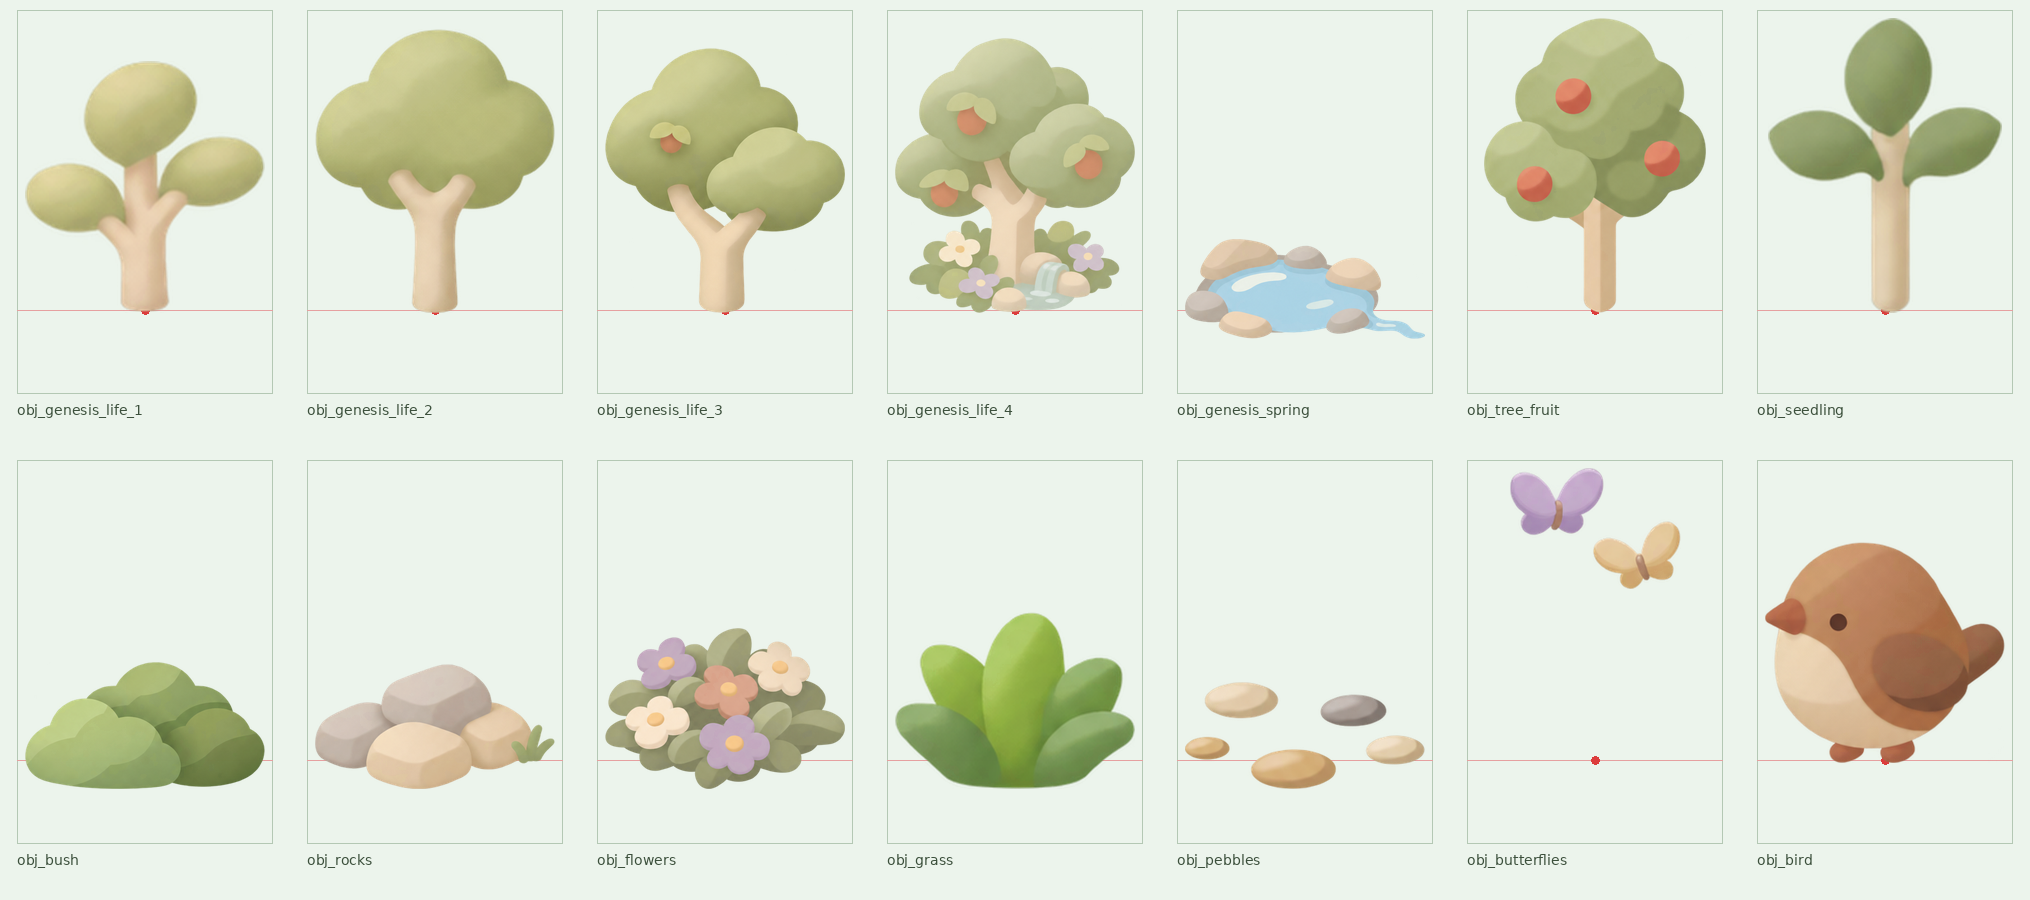 obj_genesis_life_1
obj_genesis_life_2
obj_genesis_life_3
obj_genesis_life_4
obj_genesis_spring
obj_tree_fruit
obj_seedling
obj_bush
obj_rocks
obj_flowers
obj_grass
obj_pebbles
obj_butterflies
obj_bird